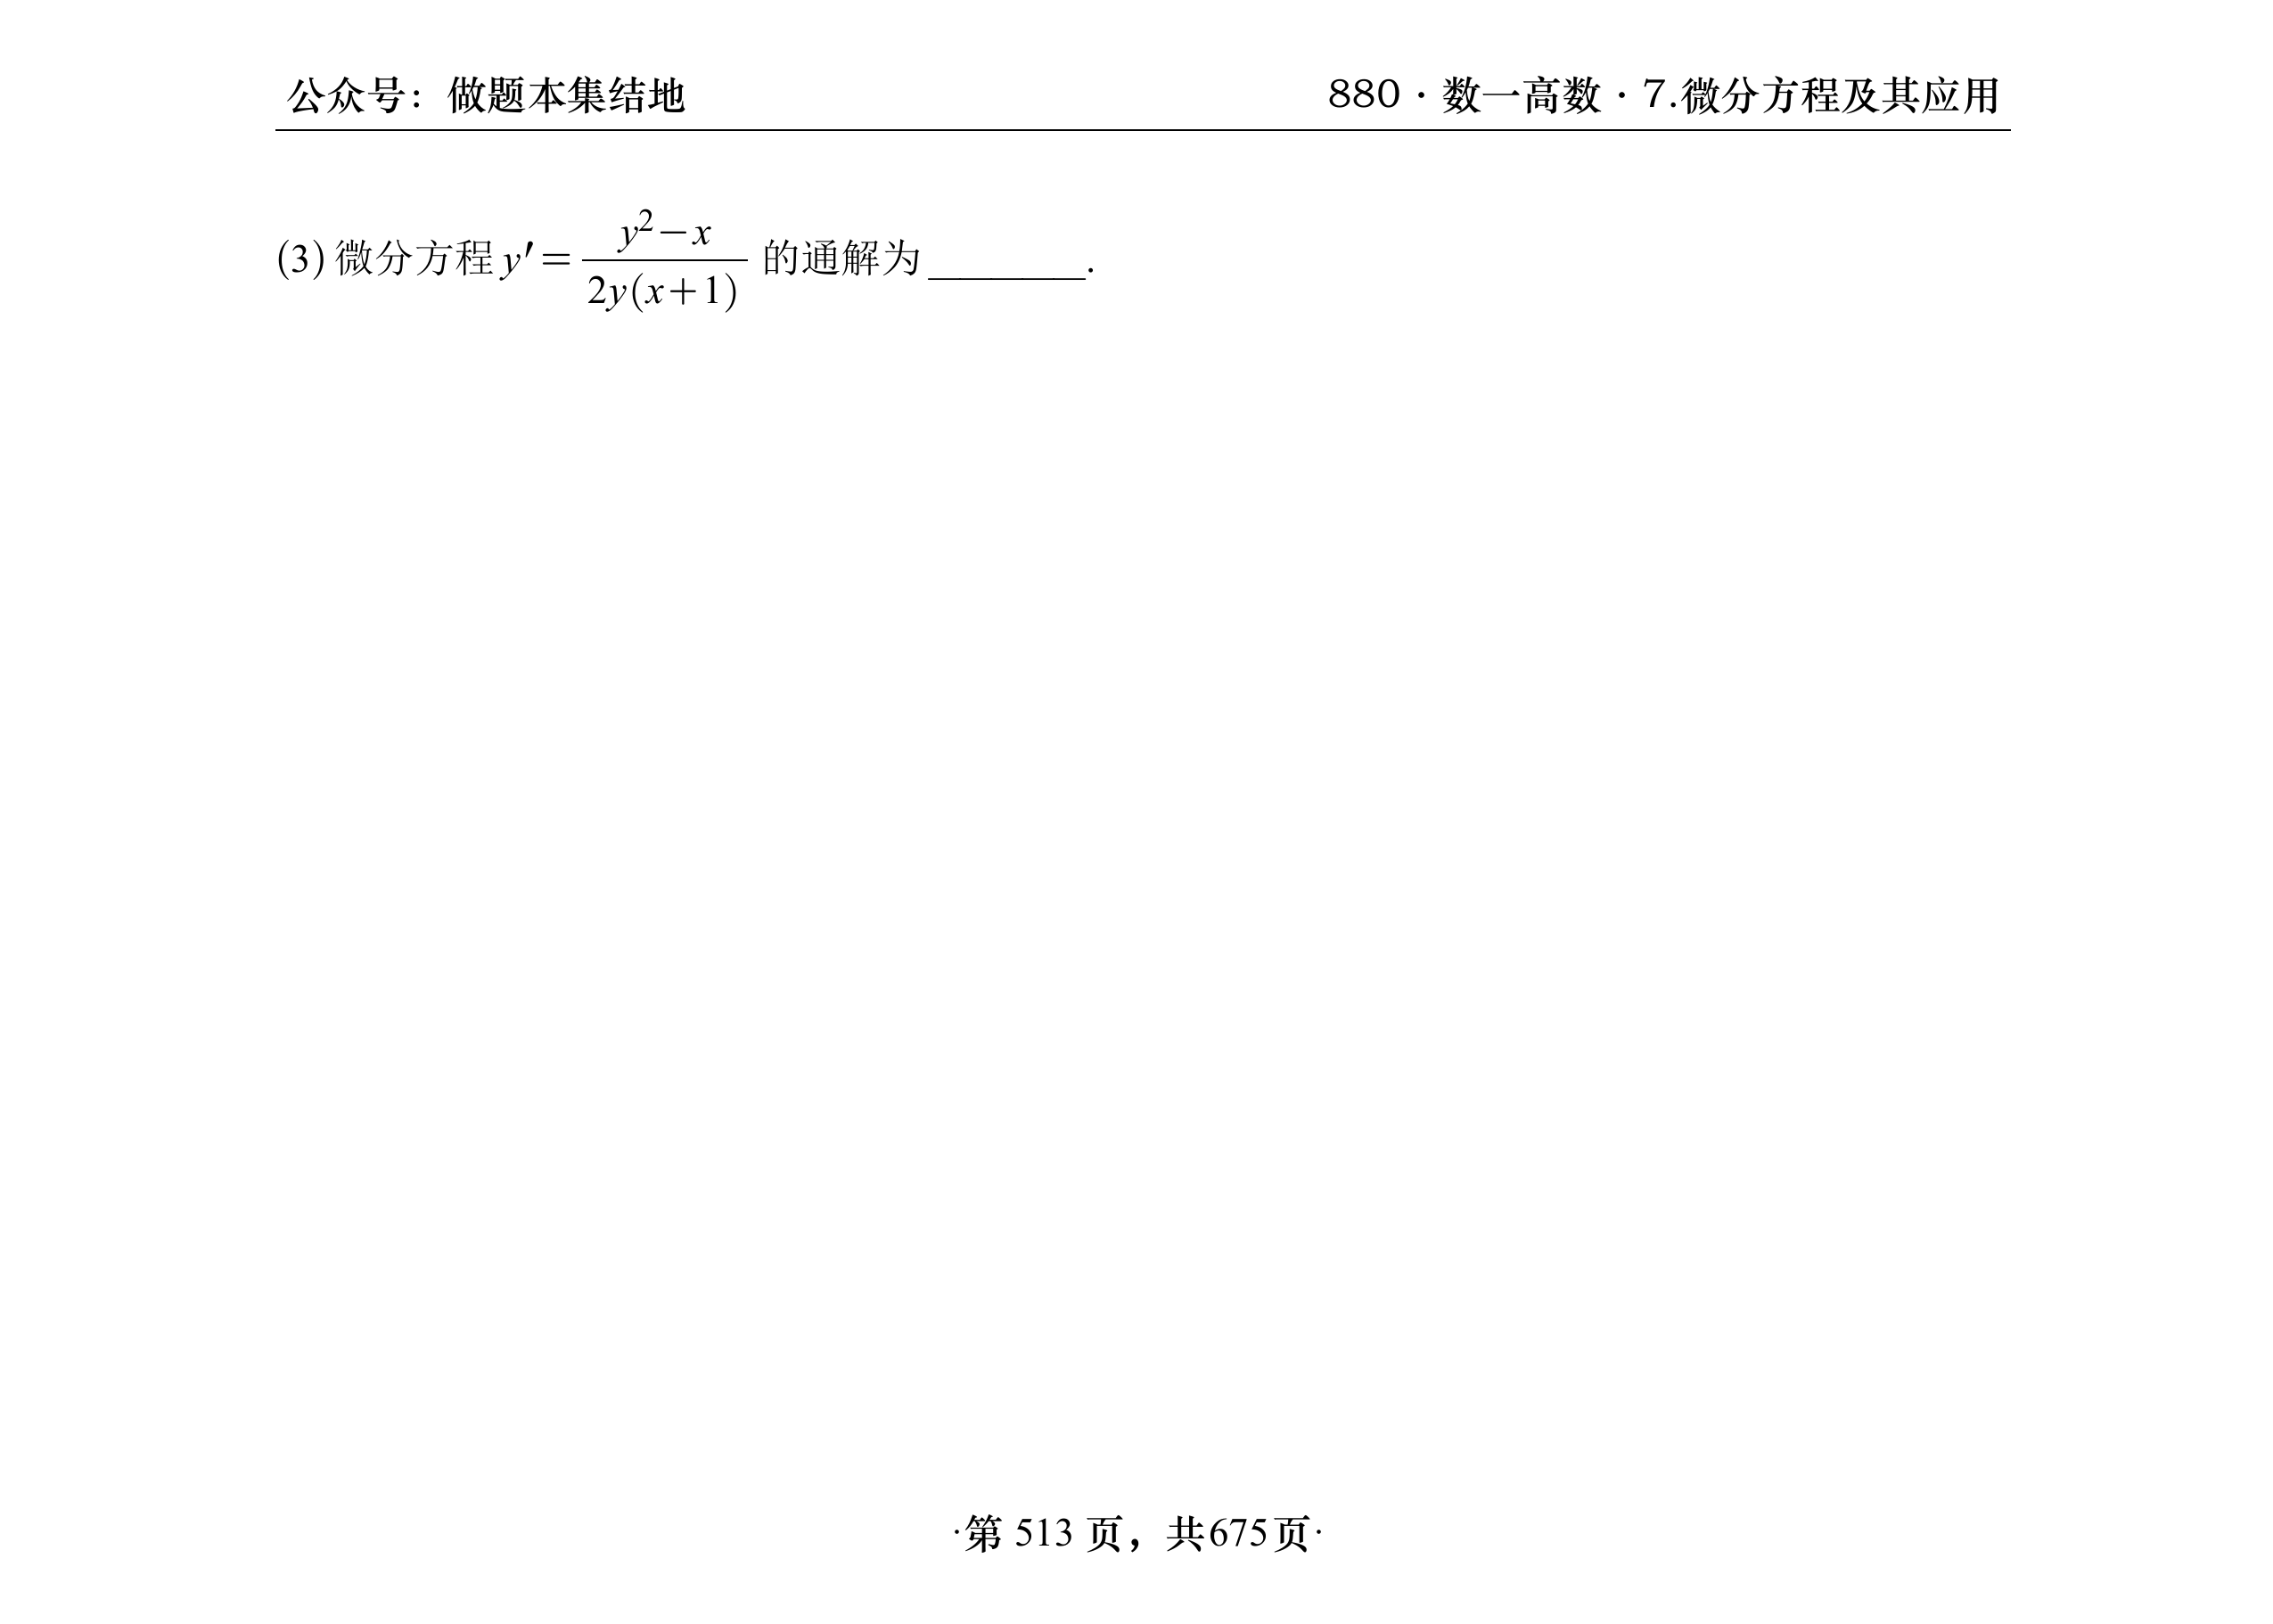 公众号：做题本集结地
880·数一高数·7.微分方程及其应用
(3) 微分方程 y′ = \frac{y^2-x}{2y(x+1)} 的通解为________.
·第 513 页，共675页·